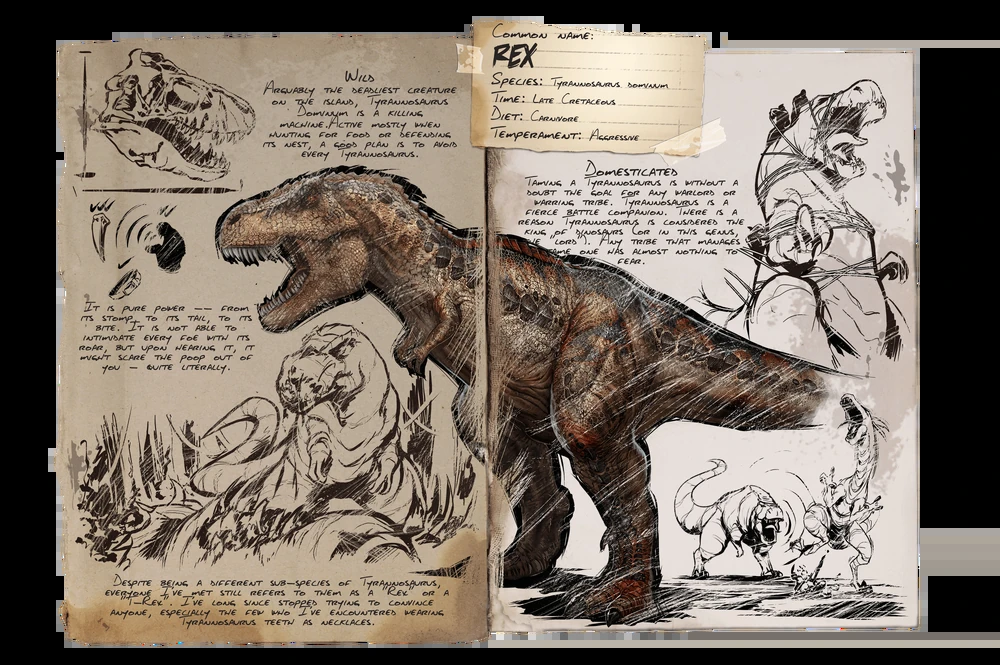 Common name:
REX
Species: Tyrannosaurus dominum
Time: Late Cretaceous
Diet: Carnivore
Temperament: Aggressive
Wild
Arguably the deadliest creature
on the island, Tyrannosaurus
Dominum is a killing
machine. Active mostly when
hunting for food or defending
its nest, a good plan is to avoid
every Tyrannosaurus.
It is pure power –– from
its stomp, to its tail, to its
bite. It is not able to
intimidate every foe with its
roar, but upon hearing it, it
might scare the poop out of
you – quite literally.
Despite being a different sub-species of Tyrannosaurus,
everyone I've met still refers to them as a "Rex" or a
"T-Rex". I've long since stopped trying to convince
anyone, especially the few who I've encountered wearing
Tyrannosaurus teeth as necklaces.
Domesticated
Taming a Tyrannosaurus is without a
doubt the goal for any warlord or
warring tribe. Tyrannosaurus is a
fierce battle companion. There is a
reason Tyrannosaurus is considered the
king of dinosaurs (or in this genus,
"lord"). Any tribe that manages
one has almost nothing to
fear.